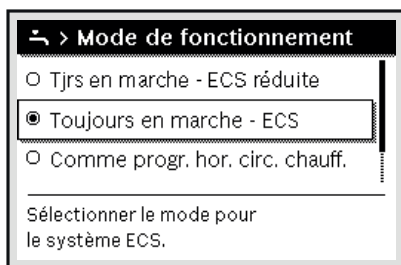 > Mode de fonctionnement
Tjrs en marche - ECS réduite
Toujours en marche - ECS
Comme progr. hor. circ. chauff.
Sélectionner le mode pour
le système ECS.